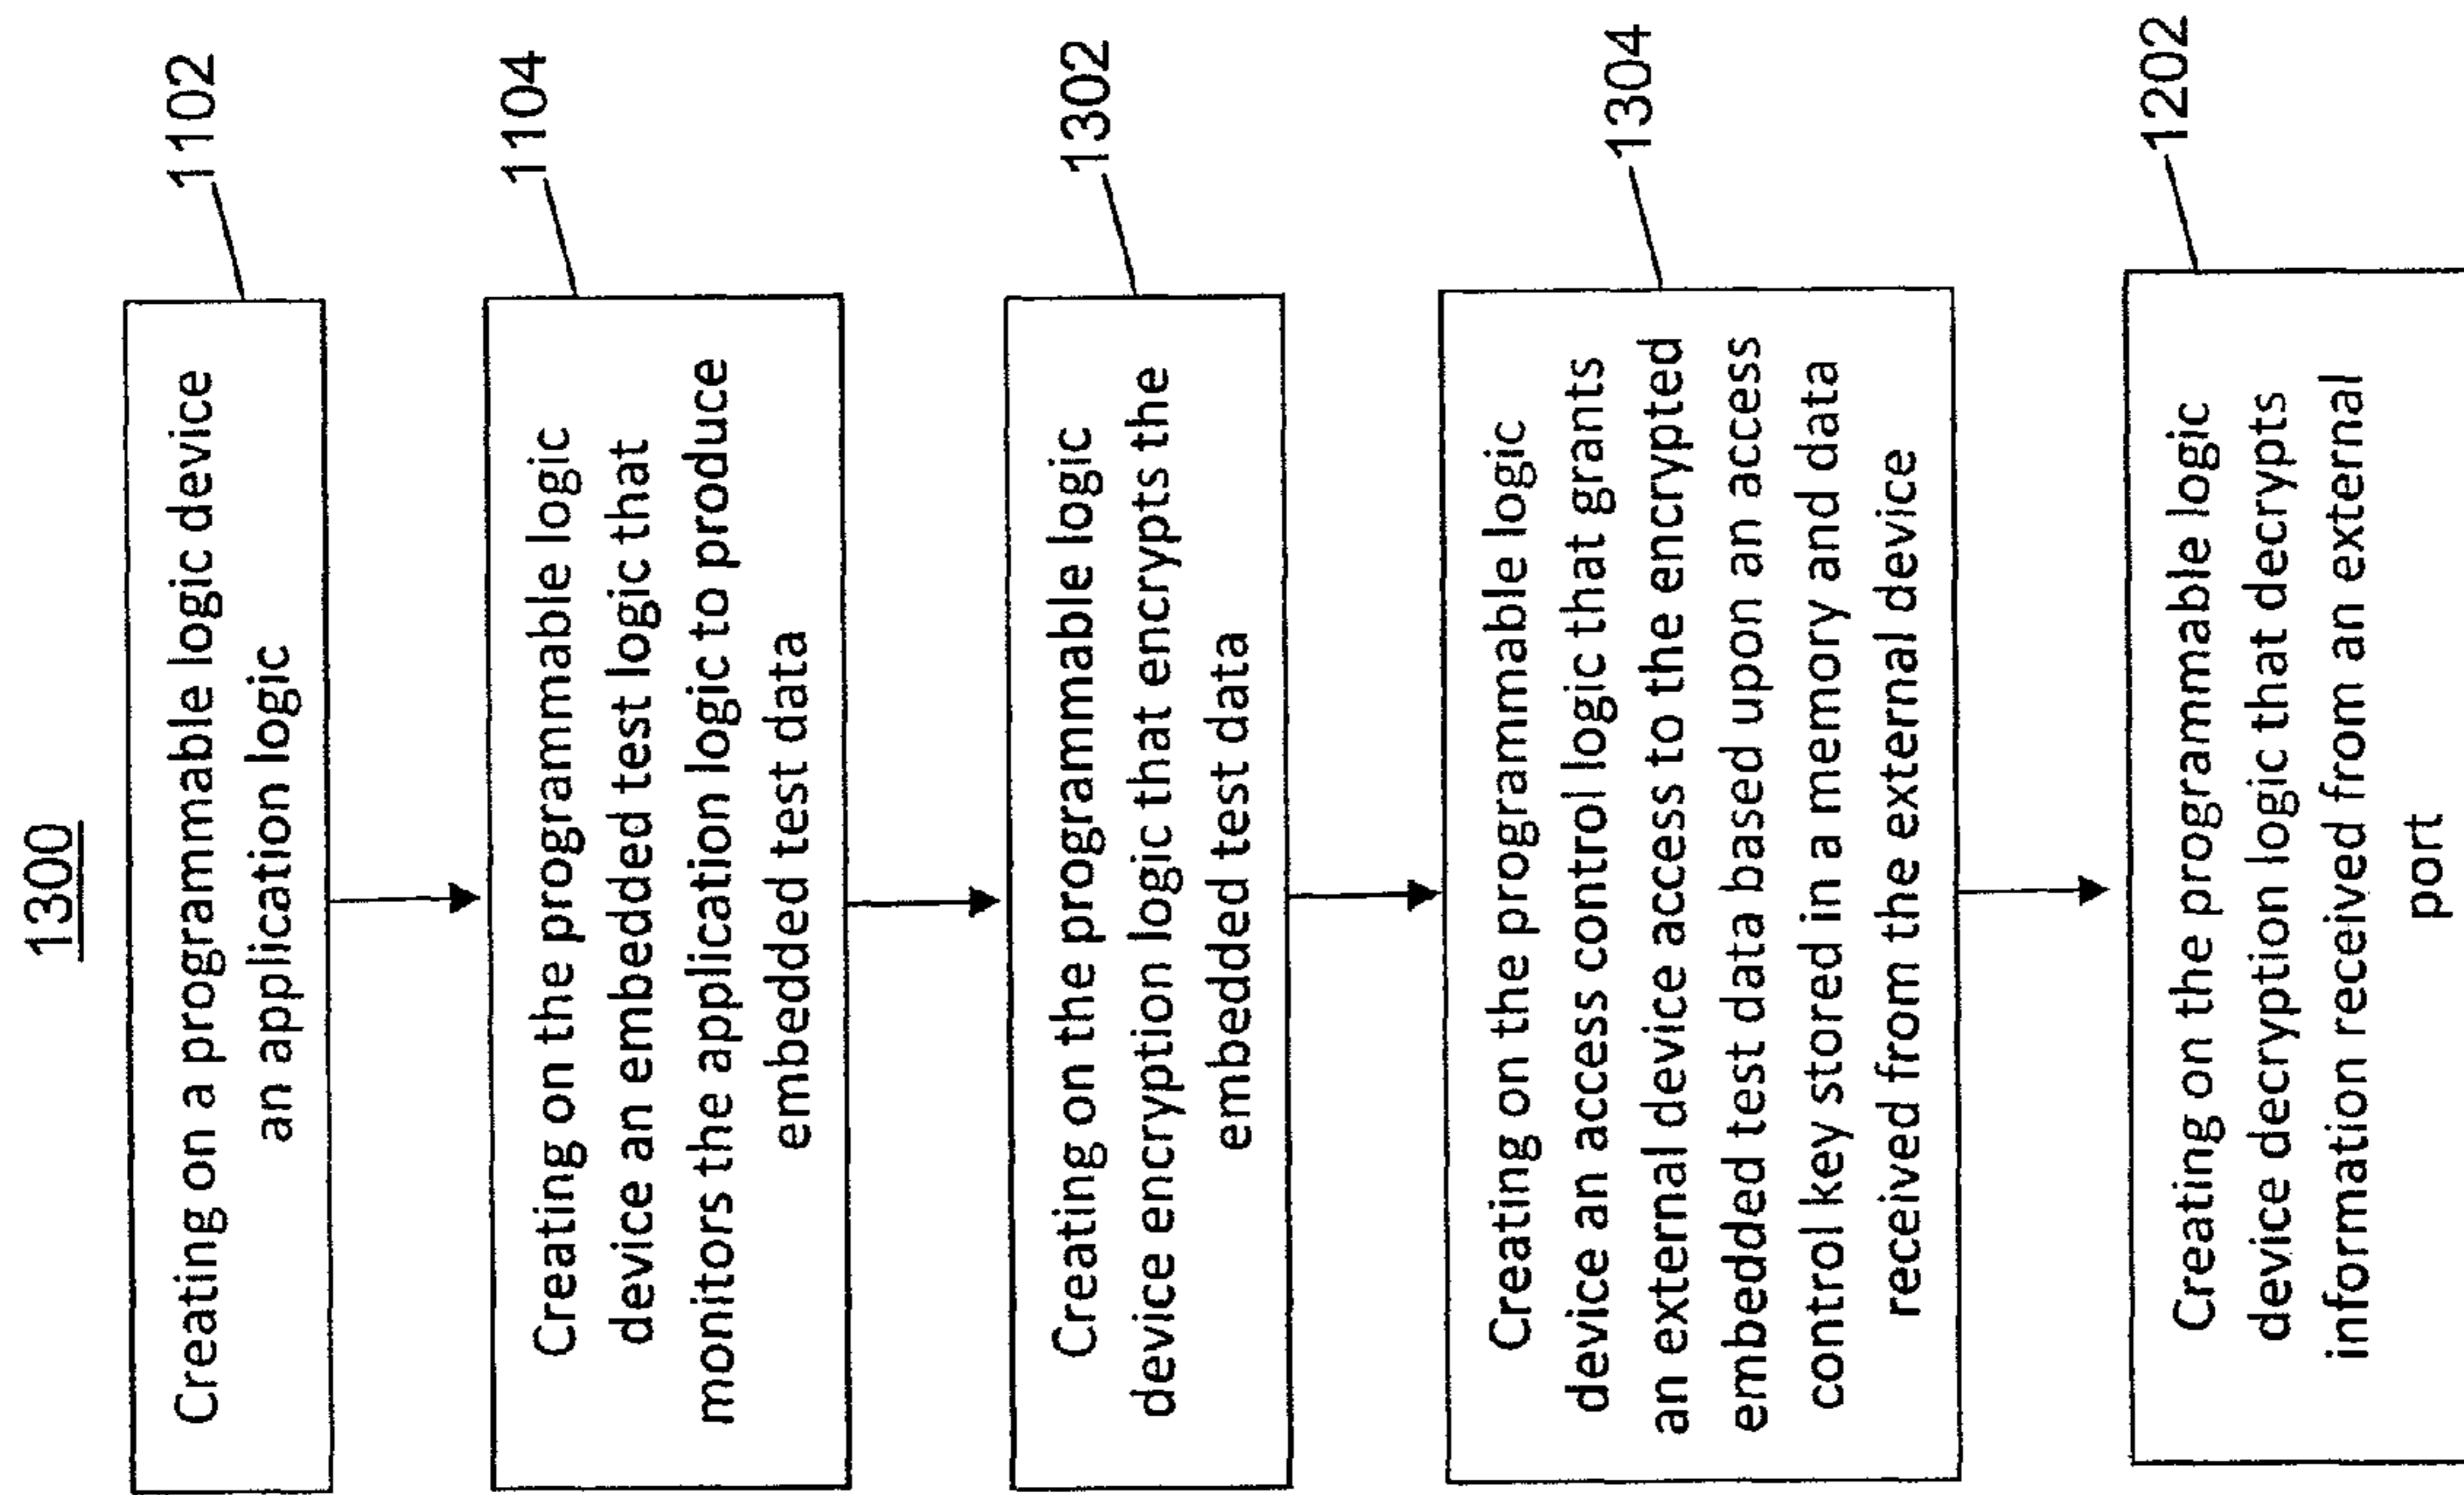 1300
Creating on a programmable logic device
an application logic
1102
Creating on the programmable logic
device an embedded test logic that
monitors the application logic to produce
embedded test data
1104
Creating on the programmable logic
device encryption logic that encrypts the
embedded test data
1302
Creating on the programmable logic
device an access control logic that grants
an external device access to the encrypted
embedded test data based upon an access
control key stored in a memory and data
received from the external device
1304
Creating on the programmable logic
device decryption logic that decrypts
information received from an external
port
1202